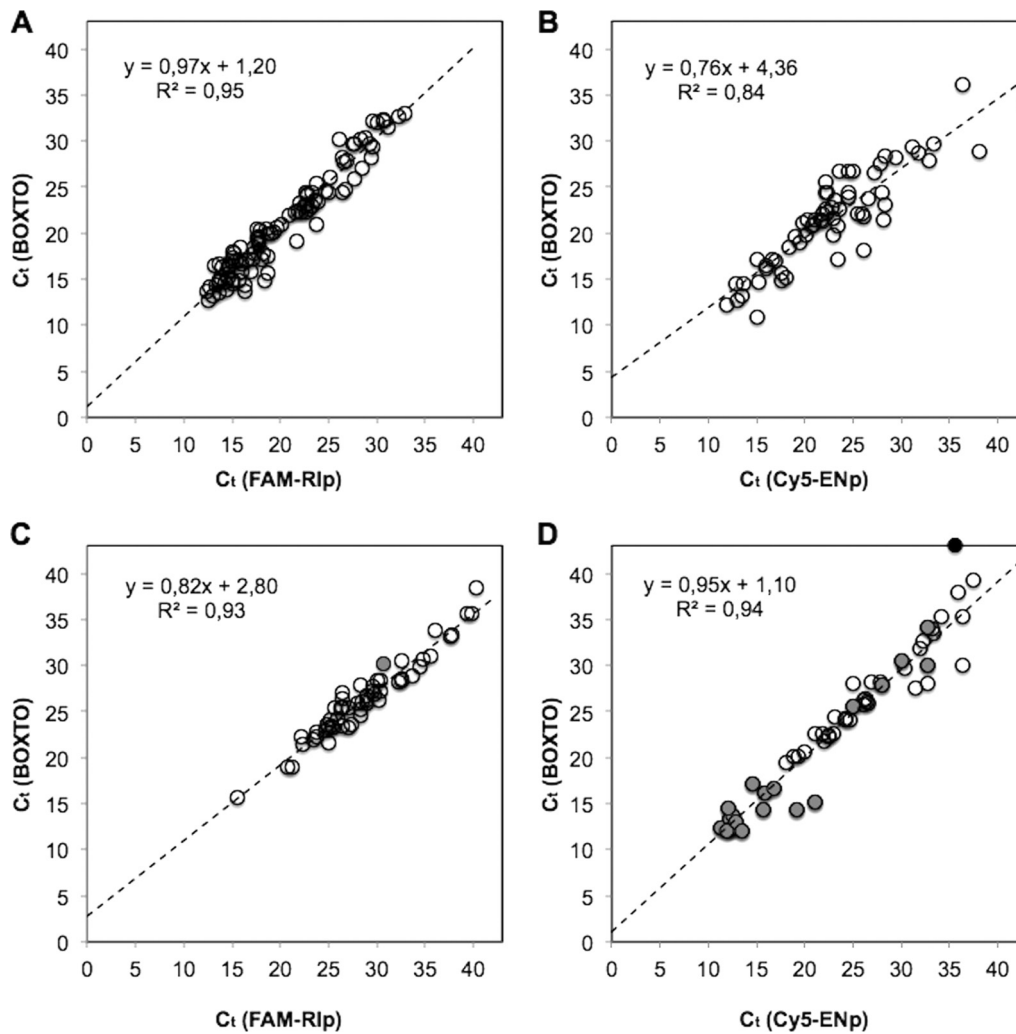 A
y = 0,97x + 1,20
R² = 0,95
40
35
30
25
20
15
10
5
0
Ct (BOXTO)
0 5 10 15 20 25 30 35 40
Ct (FAM-RIp)
B
y = 0,76x + 4,36
R² = 0,84
40
35
30
25
20
15
10
5
0
Ct (BOXTO)
0 5 10 15 20 25 30 35 40
Ct (Cy5-ENp)
C
y = 0,82x + 2,80
R² = 0,93
40
35
30
25
20
15
10
5
0
Ct (BOXTO)
0 5 10 15 20 25 30 35 40
Ct (FAM-RIp)
D
y = 0,95x + 1,10
R² = 0,94
40
35
30
25
20
15
10
5
0
Ct (BOXTO)
0 5 10 15 20 25 30 35 40
Ct (Cy5-ENp)